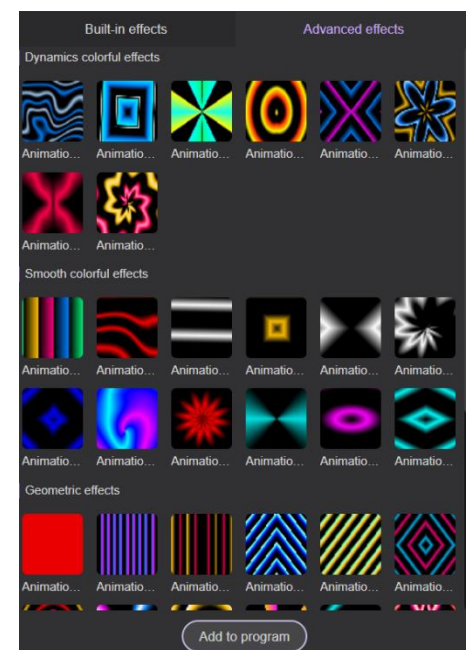 Built-in effects Advanced effects
Dynamics colorful effects
Animatio... Animatio... Animatio... Animatio... Animatio... Animatio...
Animatio... Animatio...
Smooth colorful effects
Animatio... Animatio... Animatio... Animatio... Animatio... Animatio...
Animatio... Animatio... Animatio... Animatio... Animatio... Animatio...
Geometric effects
Animatio... Animatio... Animatio... Animatio... Animatio... Animatio...
Add to program